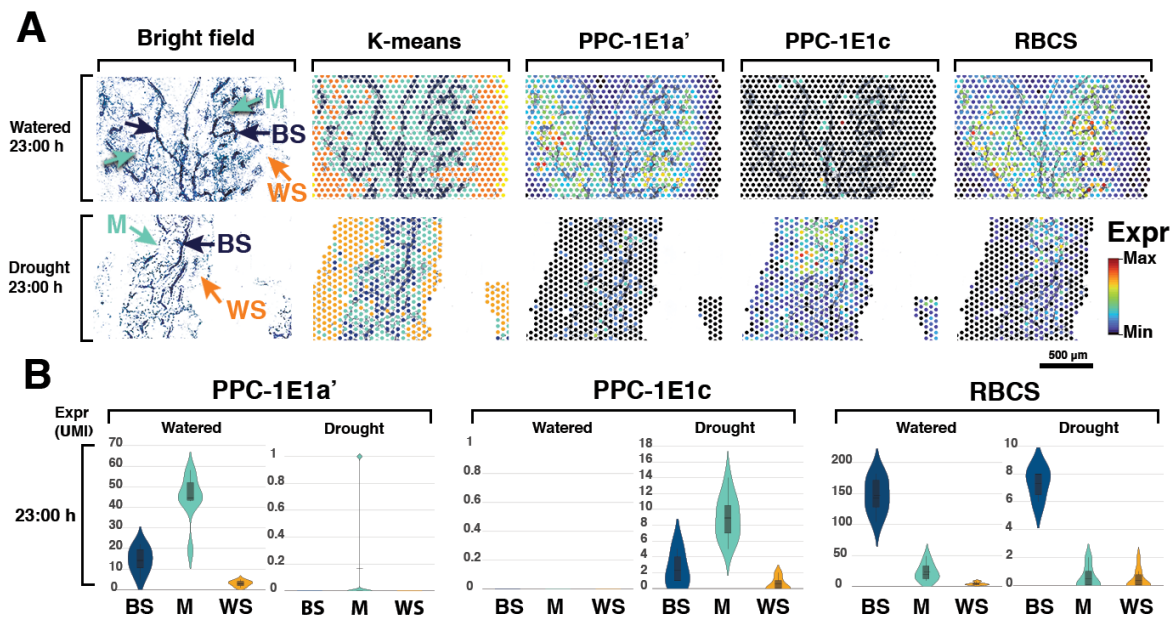 A
Bright field K-means PPC-1E1a’ PPC-1E1c RBCS
Watered
23:00 h
M
BS
WS
Drought
23:00 h
M
BS
WS
Expr
Max
Min
500 µm
B
PPC-1E1a’ PPC-1E1c RBCS
Expr
(UMI)
Watered Drought Watered Drought Watered Drought
23:00 h
70
60
50
40
30
20
10
0
1
0.8
0.6
0.4
0.2
0
1
0.8
0.6
0.4
0.2
0
18
16
14
12
10
8
6
4
2
0
200
150
100
50
0
10
8
6
4
2
0
BS M WS BS M WS BS M WS BS M WS BS M WS BS M WS